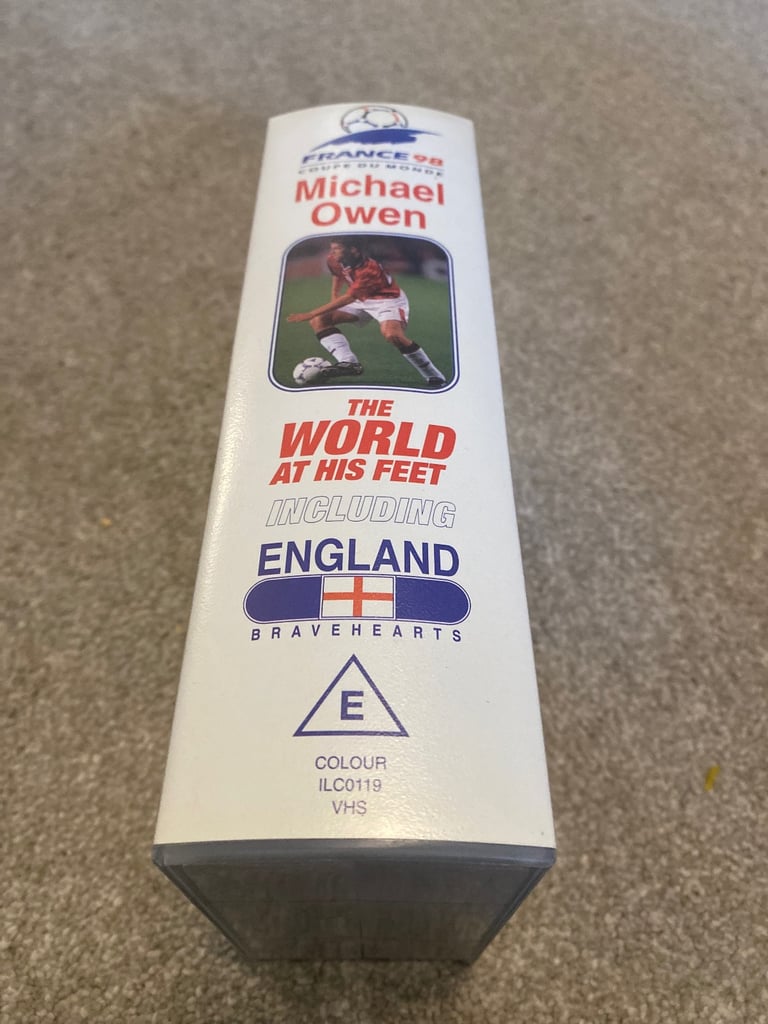 FRANCE 98
COUPE DU MONDE
Michael
Owen
THE
WORLD
AT HIS FEET
INCLUDING
ENGLAND
BRAVEHEARTS
E
COLOUR
ILC0119
VHS